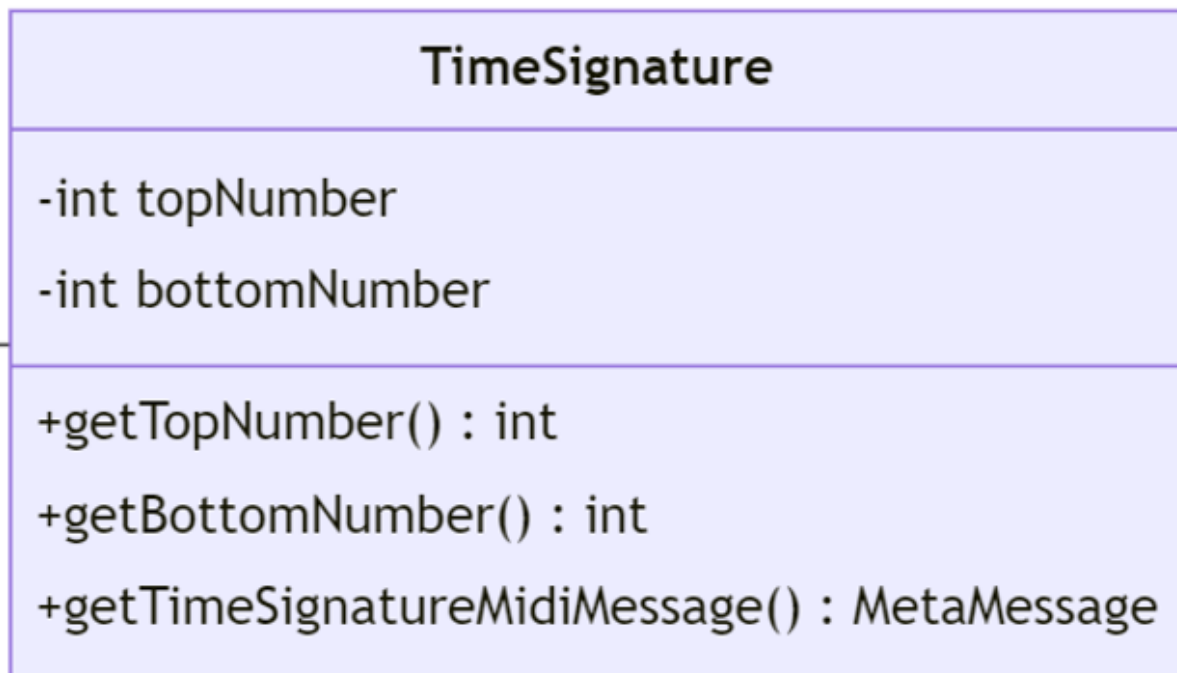 TimeSignature
-int topNumber
-int bottomNumber
+getTopNumber() : int
+getBottomNumber() : int
+getTimeSignatureMidiMessage() : MetaMessage